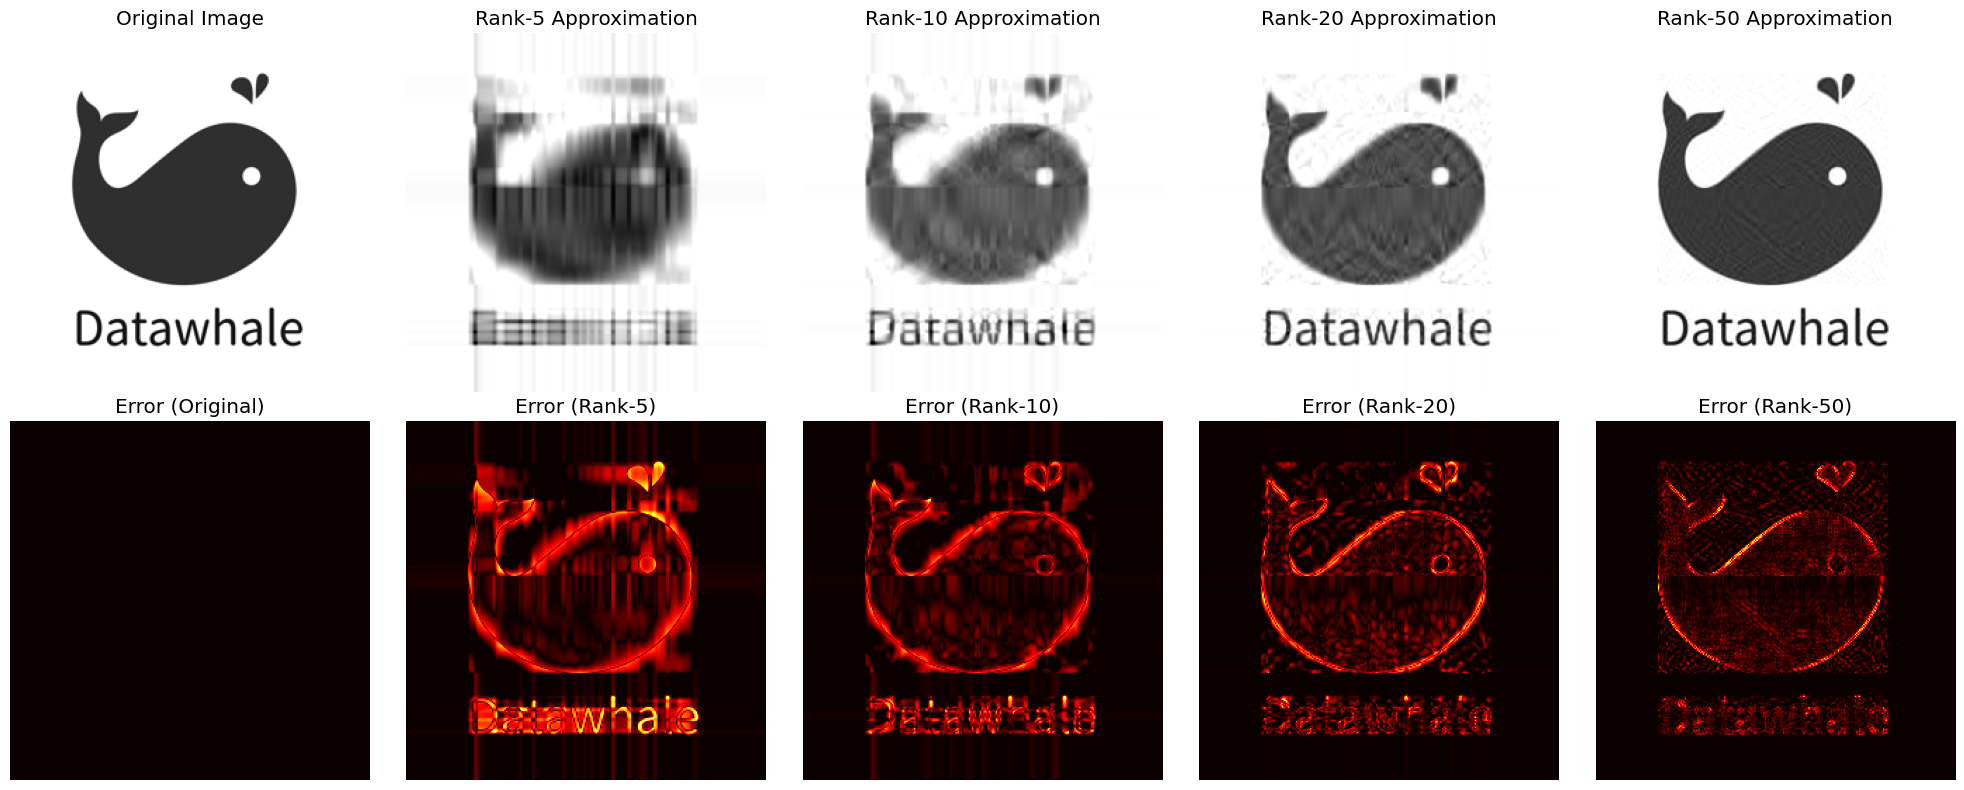 Original Image
Rank-5 Approximation
Rank-10 Approximation
Rank-20 Approximation
Rank-50 Approximation
Datawhale
Datawhale
Datawhale
Datawhale
Error (Original)
Error (Rank-5)
Error (Rank-10)
Error (Rank-20)
Error (Rank-50)
Datawhale
Datawhale
Datawhale
Datawhale